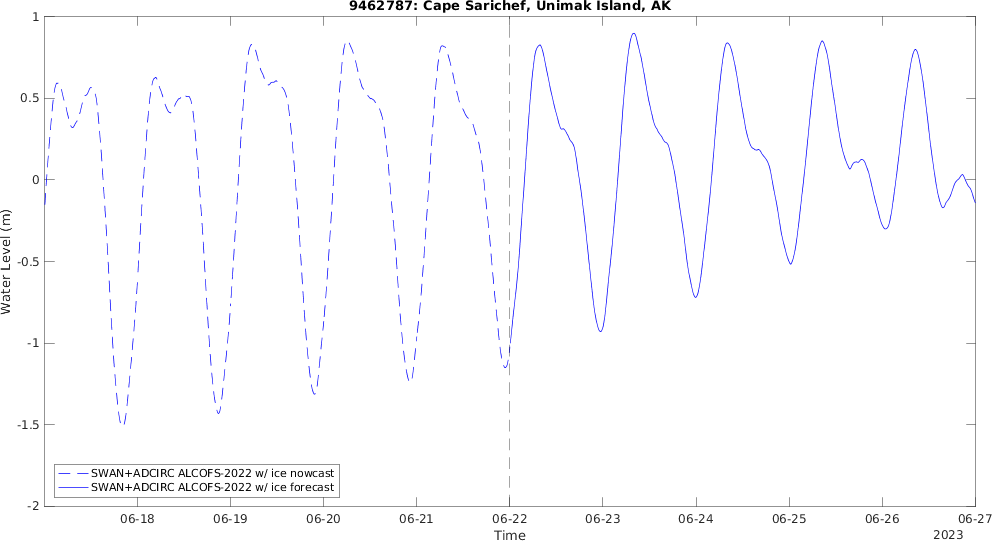 9462787: Cape Sarichef, Unimak Island, AK
1
0.5
0
-0.5
-1
-1.5
-2
Water Level (m)
SWAN+ADCIRC ALCOFS-2022 w/ ice nowcast
SWAN+ADCIRC ALCOFS-2022 w/ ice forecast
06-18 06-19 06-20 06-21 06-22 06-23 06-24 06-25 06-26 06-27
Time
2023